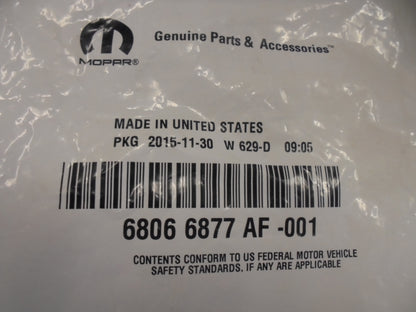 Genuine Parts & Accessories™
MOPAR®
MADE IN UNITED STATES
PKG 2015-11-30 W 629-D 09:05
6806 6877 AF -001
CONTENTS CONFORM TO US FEDERAL MOTOR VEHICLE
SAFETY STANDARDS. IF ANY ARE APPLICABLE